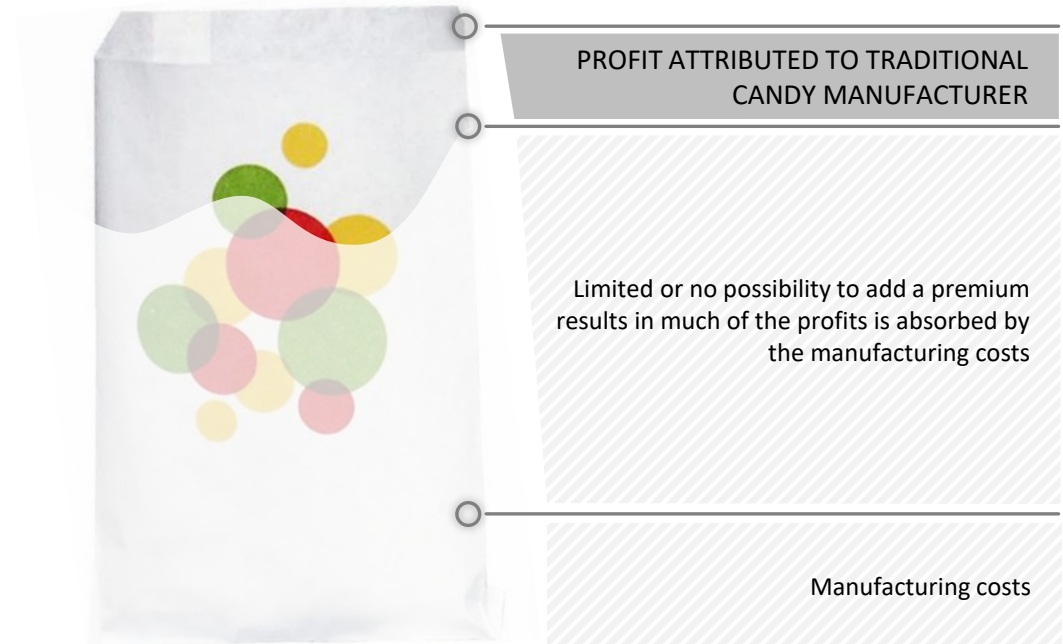 PROFIT ATTRIBUTED TO TRADITIONAL
CANDY MANUFACTURER
Limited or no possibility to add a premium
results in much of the profits is absorbed by
the manufacturing costs
Manufacturing costs